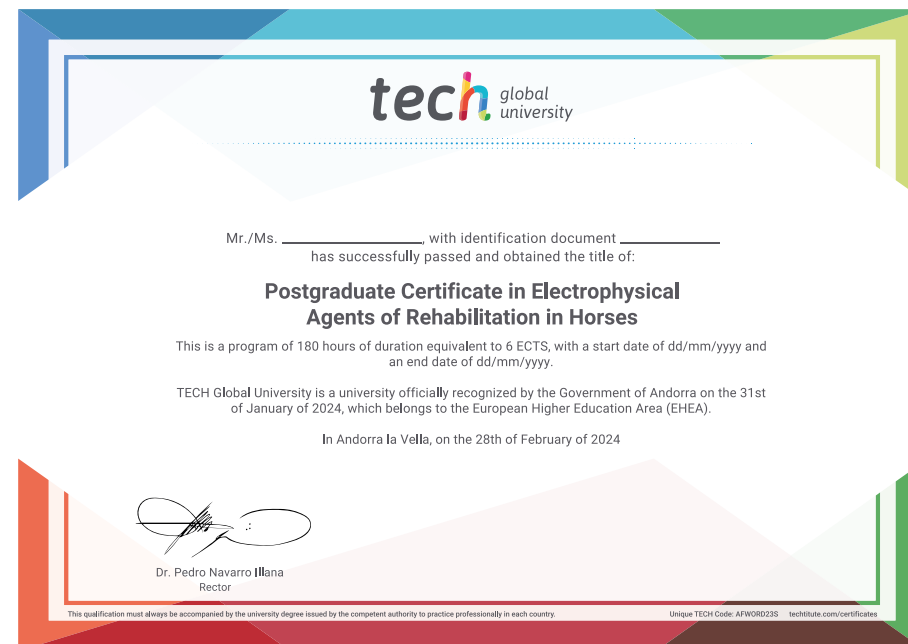 tech global
university
Mr./Ms. ____________________, with identification document ______________
has successfully passed and obtained the title of:
Postgraduate Certificate in Electrophysical
Agents of Rehabilitation in Horses
This is a program of 180 hours of duration equivalent to 6 ECTS, with a start date of dd/mm/yyyy and
an end date of dd/mm/yyyy.
TECH Global University is a university officially recognized by the Government of Andorra on the 31st
of January of 2024, which belongs to the European Higher Education Area (EHEA).
In Andorra la Vella, on the 28th of February of 2024
Dr. Pedro Navarro Illana
Rector
This qualification must always be accompanied by the university degree issued by the competent authority to practice professionally in each country. Unique TECH Code: AFWORD23S techtitute.com/certificates